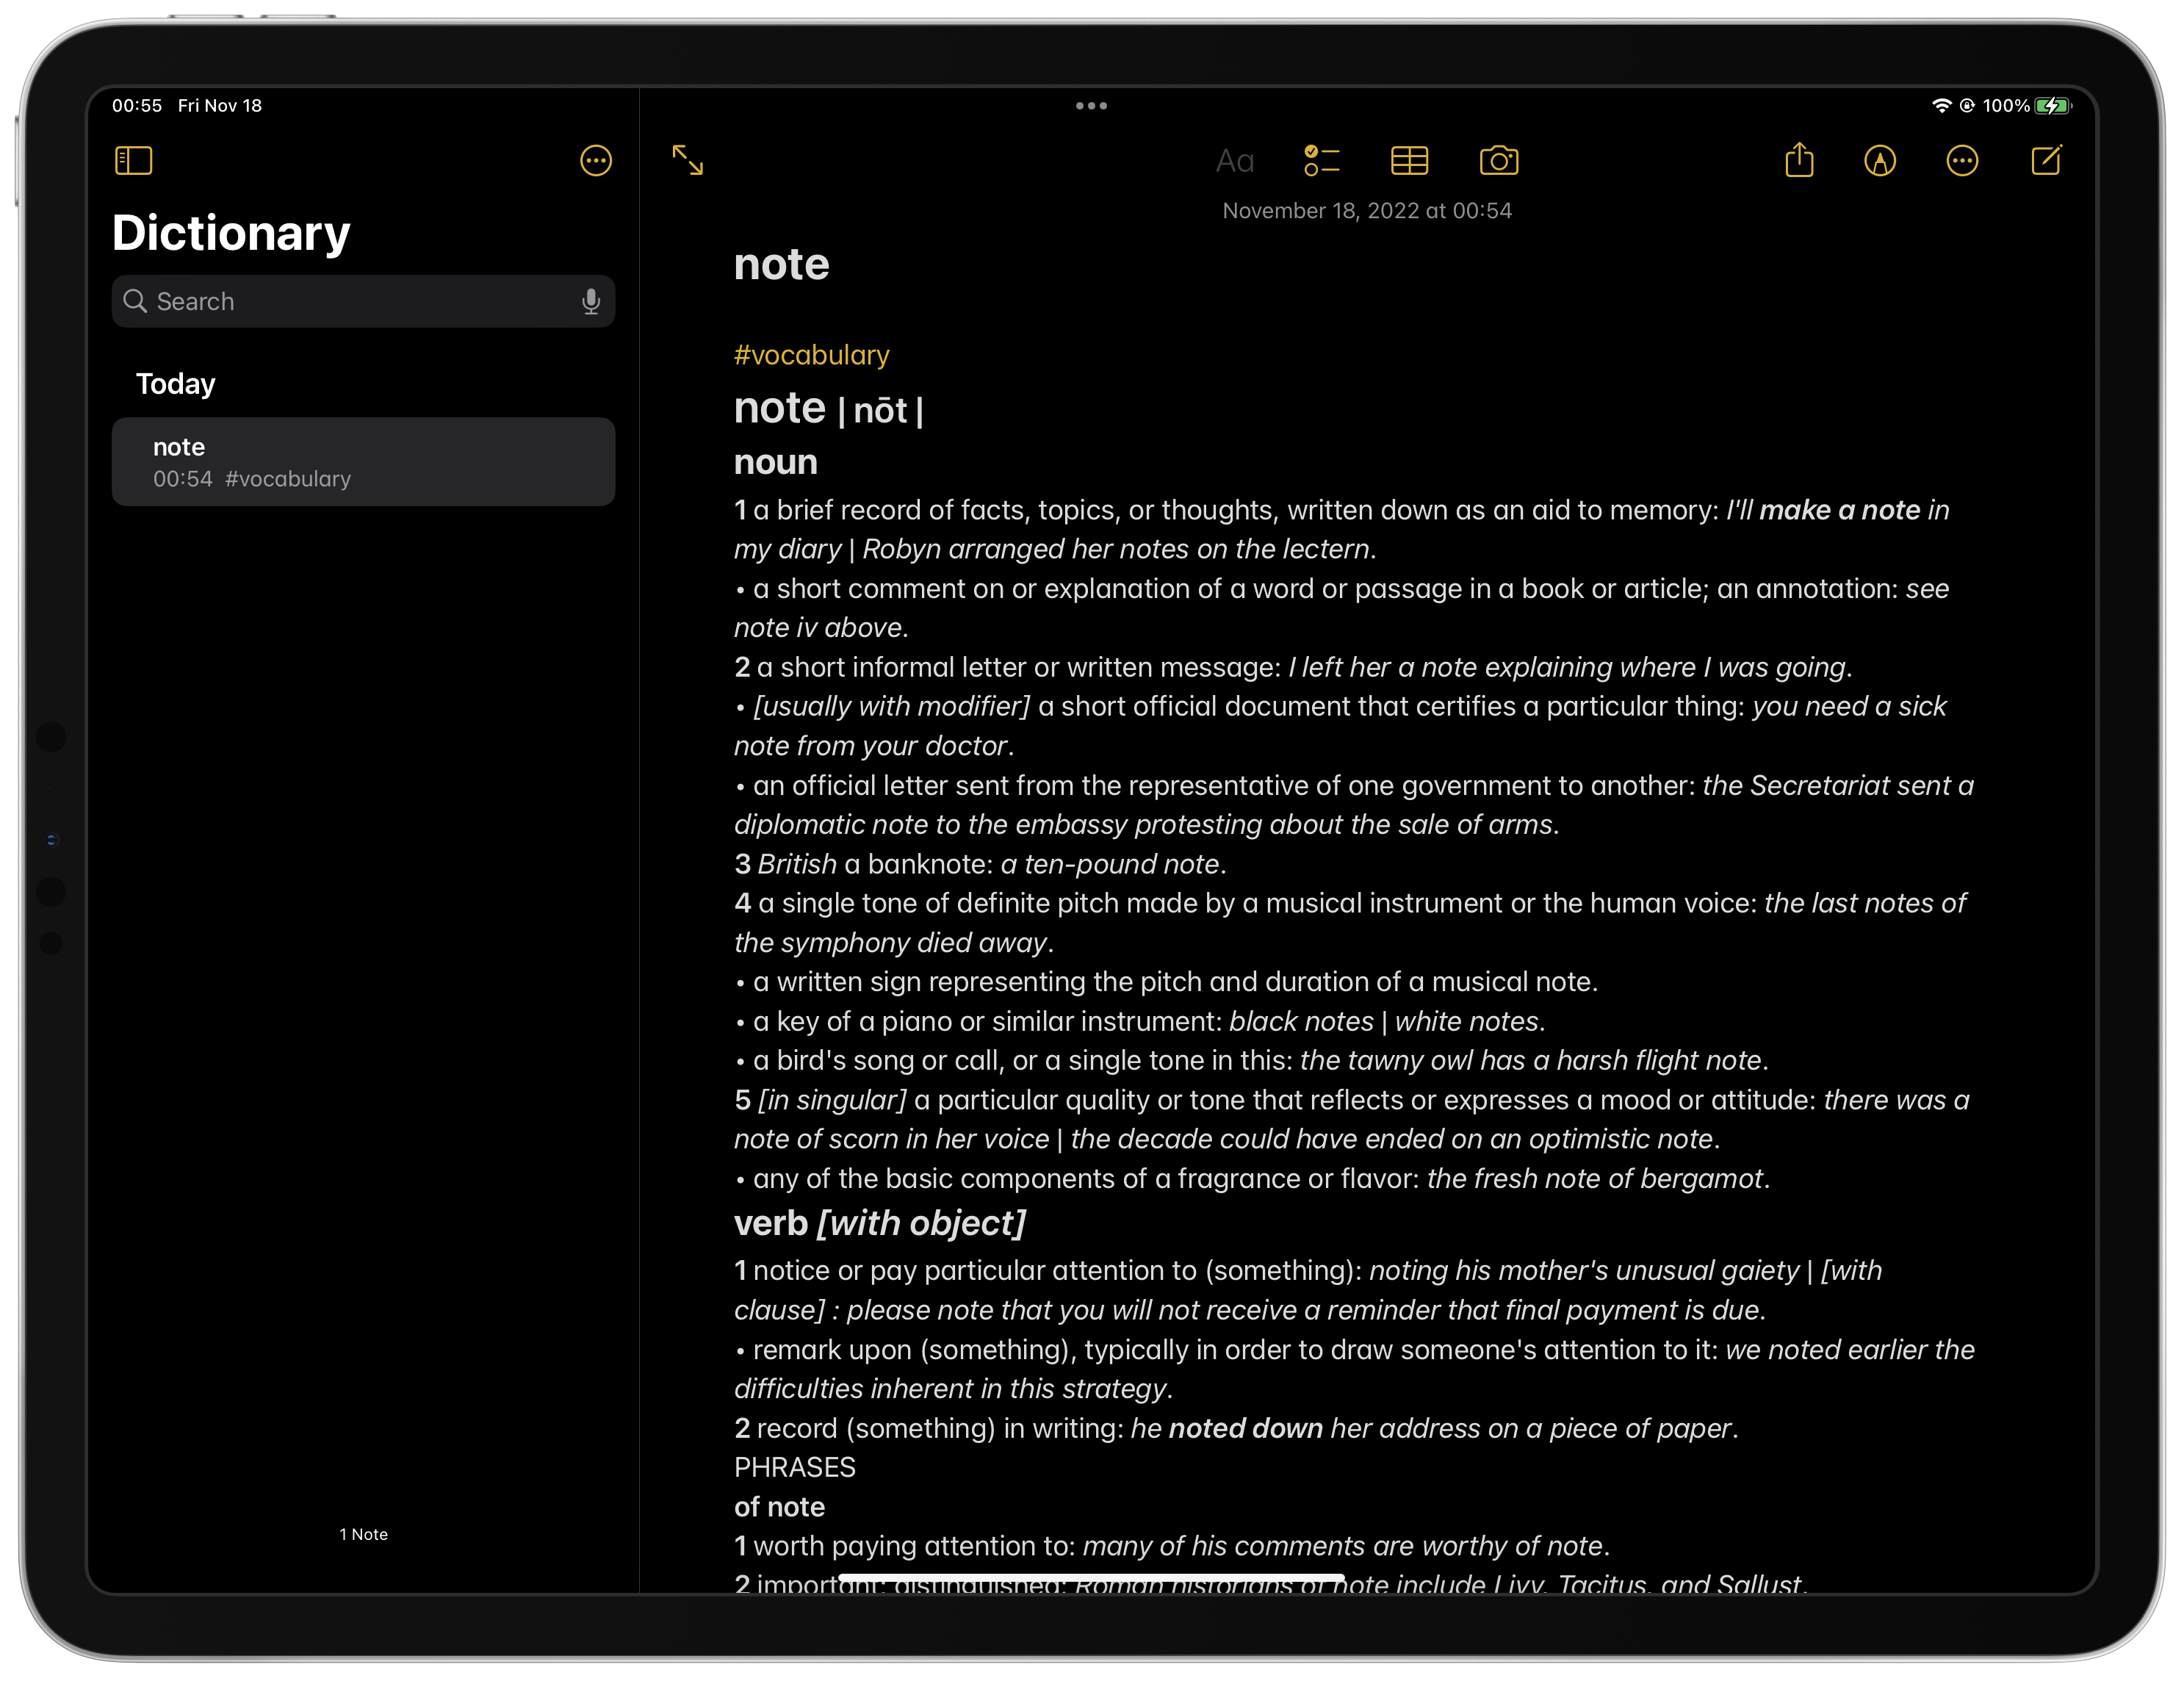 00:55 Fri Nov 18
100%
Dictionary
Search
Today
note
00:54 #vocabulary
1 Note
Aa
November 18, 2022 at 00:54
note
#vocabulary
note | nōt |
noun
1 a brief record of facts, topics, or thoughts, written down as an aid to memory: I'll make a note in
my diary | Robyn arranged her notes on the lectern.
• a short comment on or explanation of a word or passage in a book or article; an annotation: see
note iv above.
2 a short informal letter or written message: I left her a note explaining where I was going.
• [usually with modifier] a short official document that certifies a particular thing: you need a sick
note from your doctor.
• an official letter sent from the representative of one government to another: the Secretariat sent a
diplomatic note to the embassy protesting about the sale of arms.
3 British a banknote: a ten-pound note.
4 a single tone of definite pitch made by a musical instrument or the human voice: the last notes of
the symphony died away.
• a written sign representing the pitch and duration of a musical note.
• a key of a piano or similar instrument: black notes | white notes.
• a bird's song or call, or a single tone in this: the tawny owl has a harsh flight note.
5 [in singular] a particular quality or tone that reflects or expresses a mood or attitude: there was a
note of scorn in her voice | the decade could have ended on an optimistic note.
• any of the basic components of a fragrance or flavor: the fresh note of bergamot.
verb [with object]
1 notice or pay particular attention to (something): noting his mother's unusual gaiety | [with
clause] : please note that you will not receive a reminder that final payment is due.
• remark upon (something), typically in order to draw someone's attention to it: we noted earlier the
difficulties inherent in this strategy.
2 record (something) in writing: he noted down her address on a piece of paper.
PHRASES
of note
1 worth paying attention to: many of his comments are worthy of note.
2 important; distinguished: Roman historians of note include Livy, Tacitus, and Sallust.